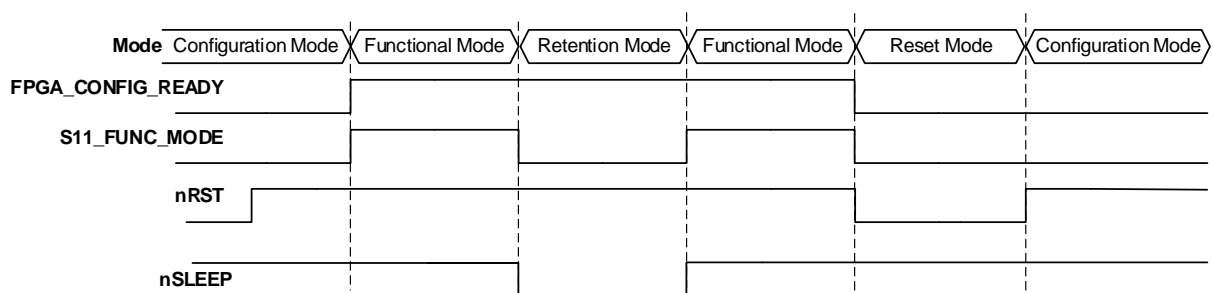 Mode Configuration Mode Functional Mode Retention Mode Functional Mode Reset Mode Configuration Mode
FPGA_CONFIG_READY
S11_FUNC_MODE
nRST
nSLEEP